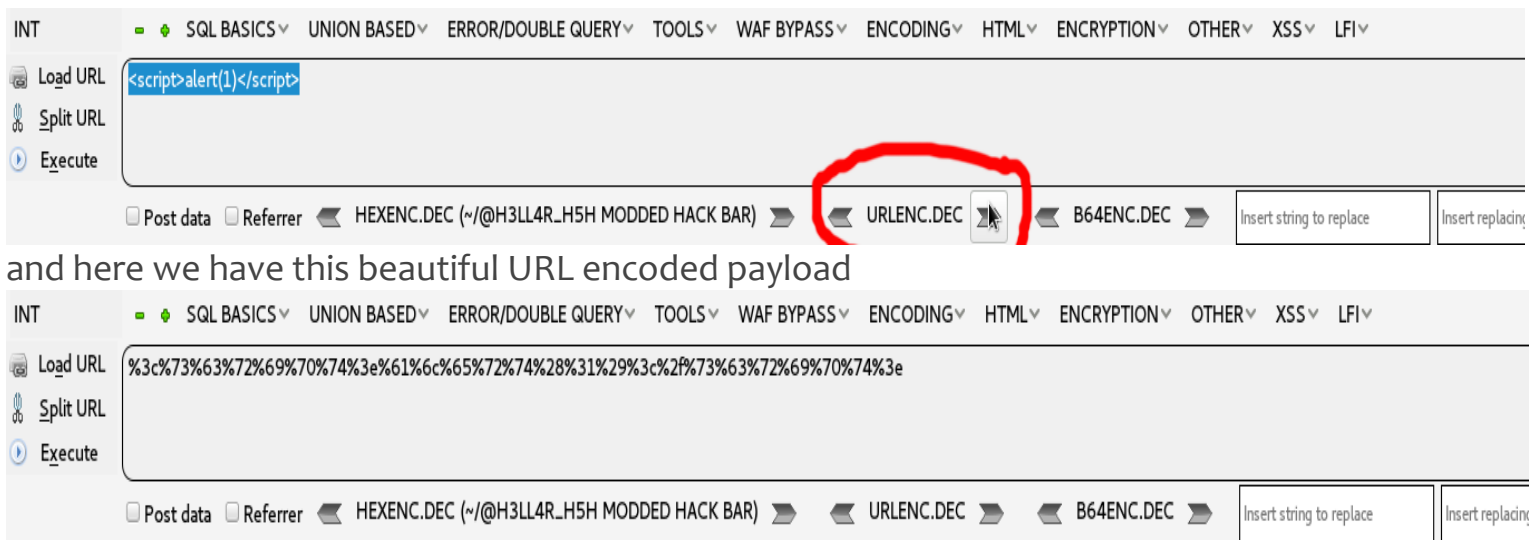 INT SQL BASICS UNION BASED ERROR/DOUBLE QUERY TOOLS WAF BYPASS ENCODING HTML ENCRYPTION OTHER XSS LFI
Load URL <script>alert(1)</script>
Split URL
Execute
Post data Referrer HEXENC.DEC (~/@H3LL4R_H5H MODDED HACK BAR) URLENC.DEC B64ENC.DEC Insert string to replace Insert replacing
and here we have this beautiful URL encoded payload
INT SQL BASICS UNION BASED ERROR/DOUBLE QUERY TOOLS WAF BYPASS ENCODING HTML ENCRYPTION OTHER XSS LFI
Load URL %3c%73%63%72%69%70%74%3e%61%6c%65%72%74%28%31%29%3c%2f%73%63%72%69%70%74%3e
Split URL
Execute
Post data Referrer HEXENC.DEC (~/@H3LL4R_H5H MODDED HACK BAR) URLENC.DEC B64ENC.DEC Insert string to replace Insert replacing